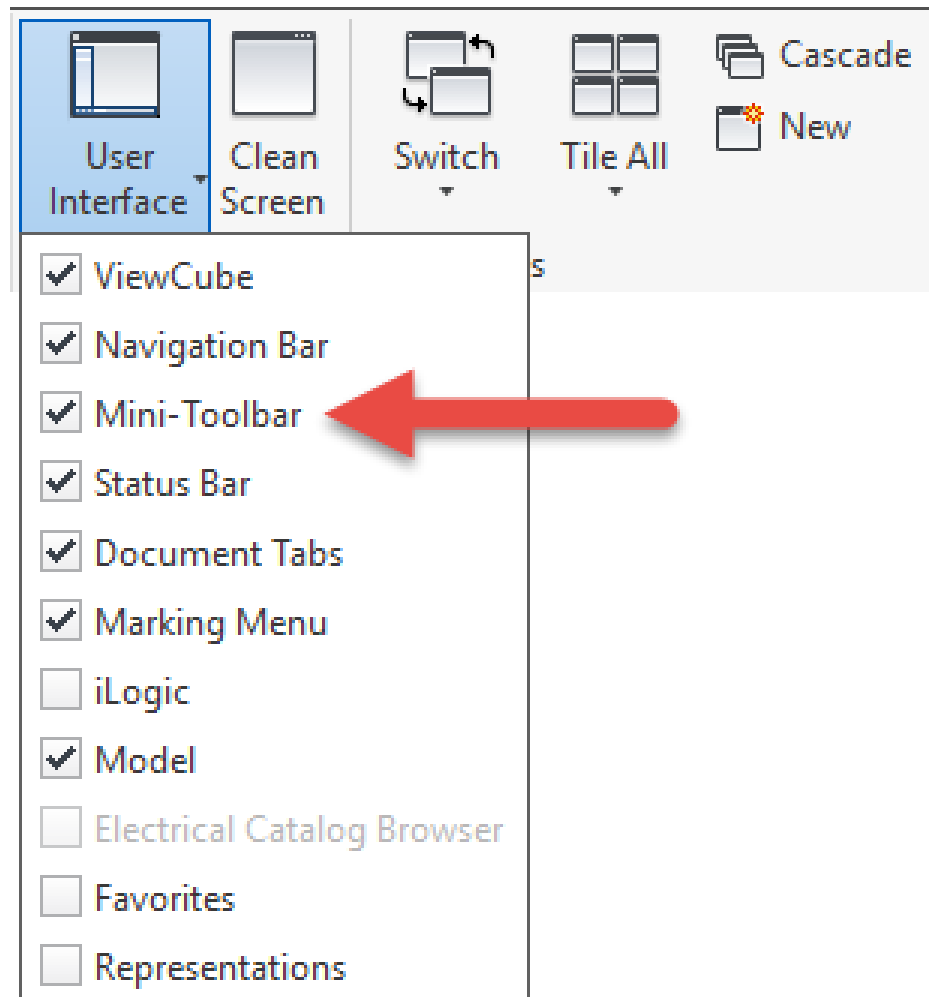 User Interface
Clean Screen
Switch
Tile All
Cascade
New
s
ViewCube
Navigation Bar
Mini-Toolbar
Status Bar
Document Tabs
Marking Menu
iLogic
Model
Electrical Catalog Browser
Favorites
Representations